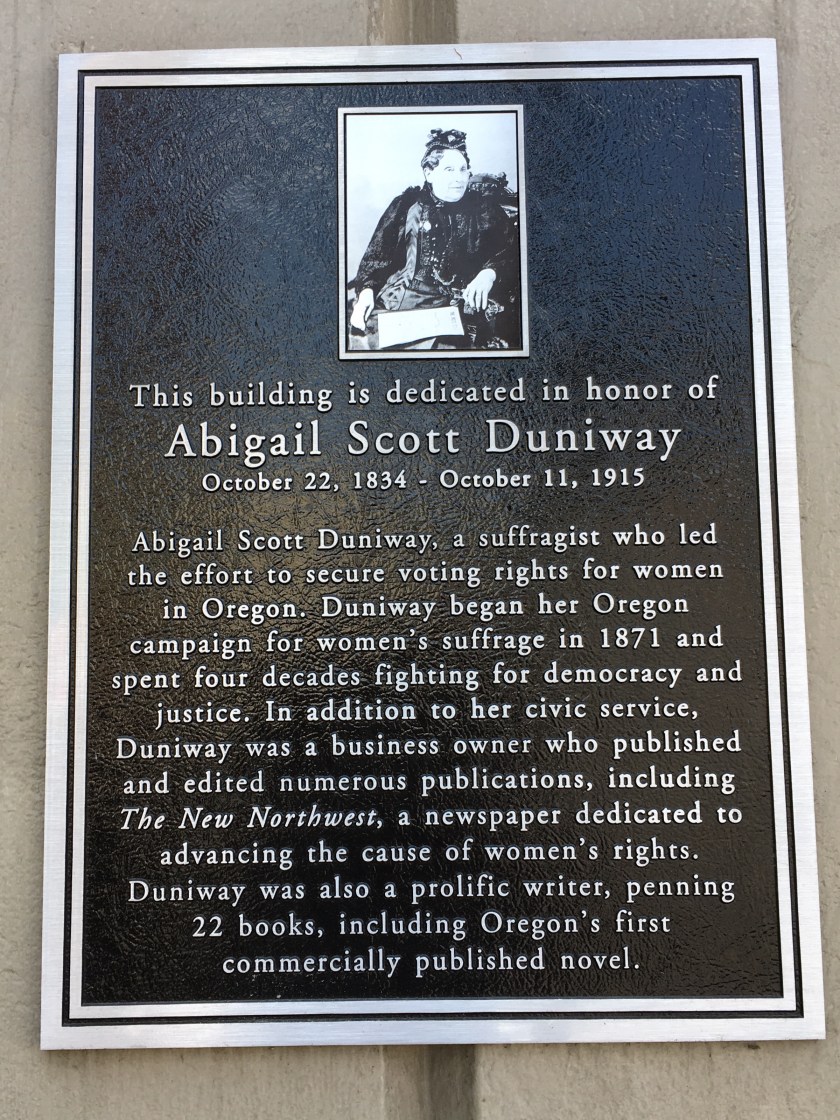 This building is dedicated in honor of
Abigail Scott Duniway
October 22, 1834 - October 11, 1915
Abigail Scott Duniway, a suffragist who led
the effort to secure voting rights for women
in Oregon. Duniway began her Oregon
campaign for women's suffrage in 1871 and
spent four decades fighting for democracy and
justice. In addition to her civic service,
Duniway was a business owner who published
and edited numerous publications, including
The New Northwest, a newspaper dedicated to
advancing the cause of women's rights.
Duniway was also a prolific writer, penning
22 books, including Oregon's first
commercially published novel.